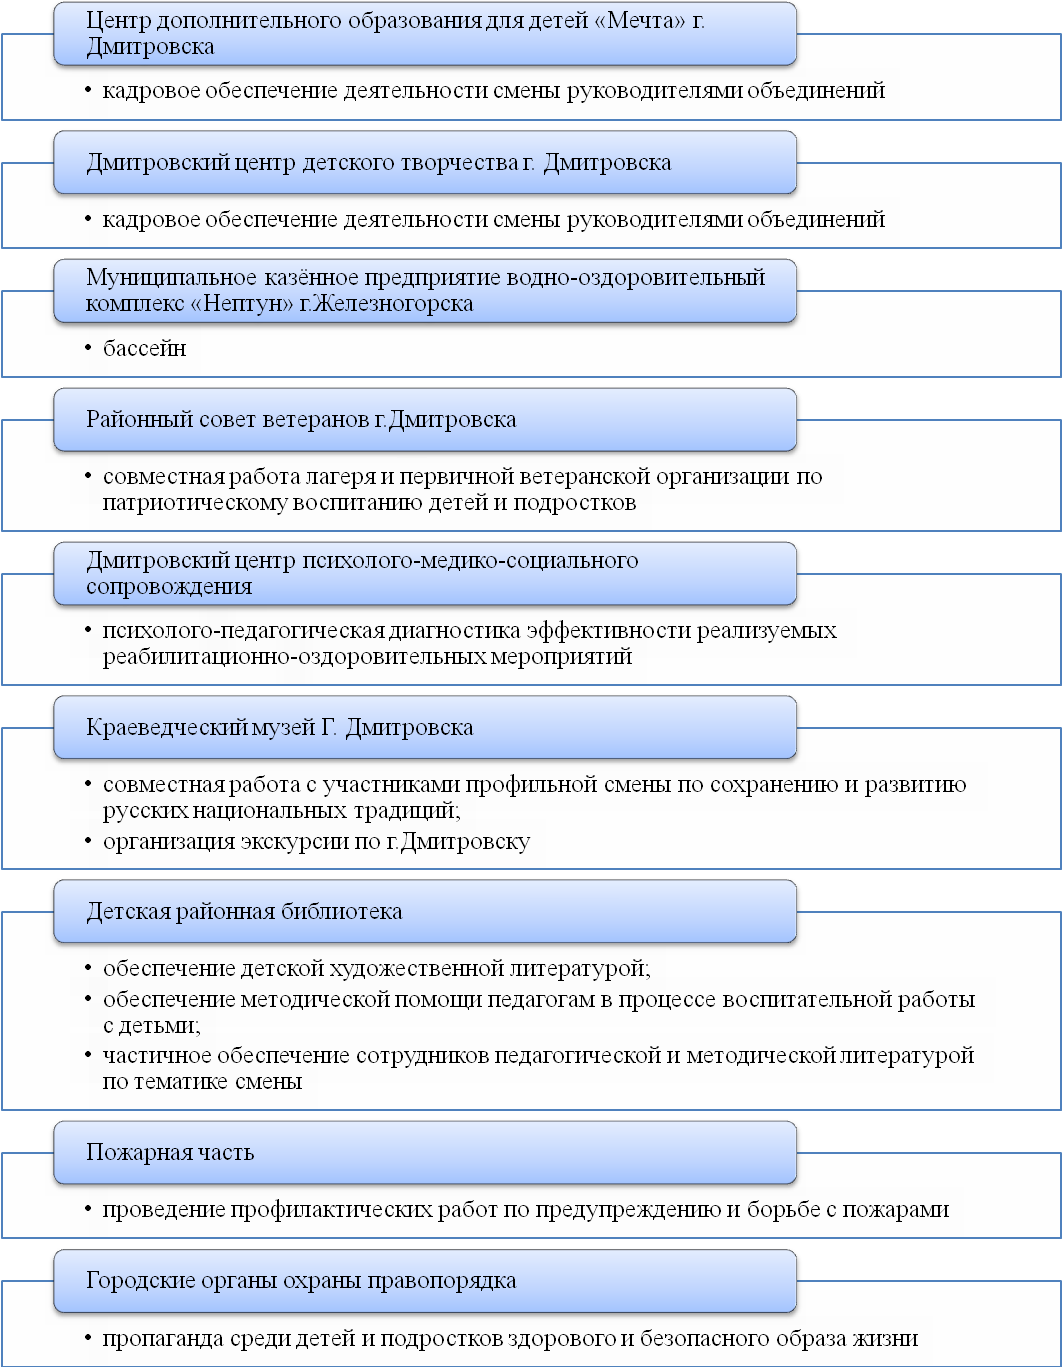 Центр дополнительного образования для детей «Мечта» г.
Дмитровска
• кадровое обеспечение деятельности смены руководителями объединений
Дмитровский центр детского творчества г. Дмитровска
• кадровое обеспечение деятельности смены руководителями объединений
Муниципальное казённое предприятие водно-оздоровительный
комплекс «Нептун» г.Железногорска
• бассейн
Районный совет ветеранов г.Дмитровска
• совместная работа лагеря и первичной ветеранской организации по
патриотическому воспитанию детей и подростков
Дмитровский центр психолого-медико-социального
сопровождения
• психолого-педагогическая диагностика эффективности реализуемых
реабилитационно-оздоровительных мероприятий
Краеведческий музей Г. Дмитровска
• совместная работа с участниками профильной смены по сохранению и развитию
русских национальных традиций;
• организация экскурсии по г.Дмитровску
Детская районная библиотека
• обеспечение детской художественной литературой;
• обеспечение методической помощи педагогам в процессе воспитательной работы
с детьми;
• частичное обеспечение сотрудников педагогической и методической литературой
по тематике смены
Пожарная часть
• проведение профилактических работ по предупреждению и борьбе с пожарами
Городские органы охраны правопорядка
• пропаганда среди детей и подростков здорового и безопасного образа жизни